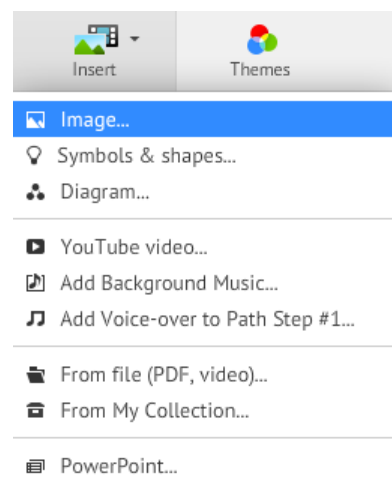 Insert
Themes
Image...
Symbols & shapes...
Diagram...
YouTube video...
Add Background Music...
Add Voice-over to Path Step #1...
From file (PDF, video)...
From My Collection...
PowerPoint...